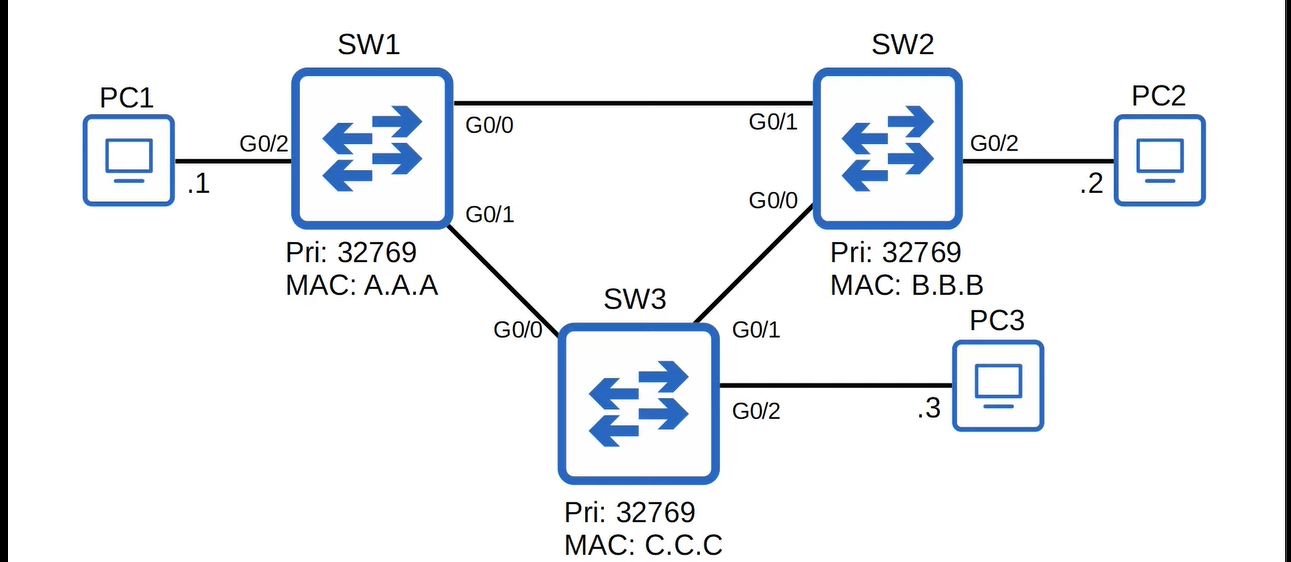 SW1
SW2
PC1
PC2
G0/0
G0/1
G0/2
G0/2
.1
.2
G0/1
G0/0
Pri: 32769
MAC: A.A.A
Pri: 32769
MAC: B.B.B
SW3
PC3
G0/0
G0/1
G0/2
.3
Pri: 32769
MAC: C.C.C